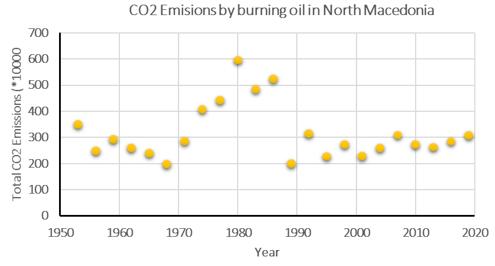 CO2 Emisions by burning oil in North Macedonia
700
600
500
400
300
200
100
0
Total CO2 Emissions (*10000
1950 1960 1970 1980 1990 2000 2010 2020
Year